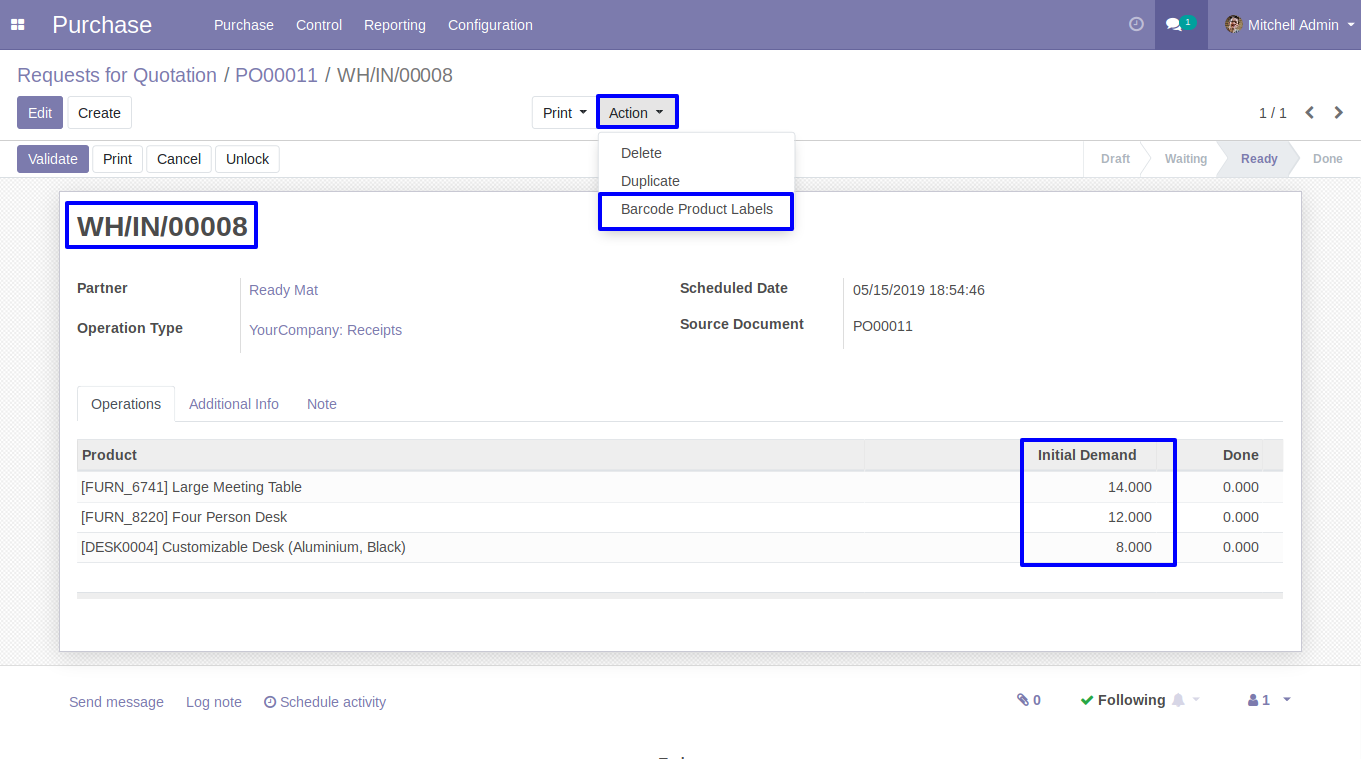 Purchase Purchase Control Reporting Configuration 1 Mitchell Admin
Requests for Quotation / PO00011 / WH/IN/00008
Edit Create Print Action 1 / 1
Delete
Duplicate
Barcode Product Labels
Validate Print Cancel Unlock Draft Waiting Ready Done
WH/IN/00008
Partner Ready Mat Scheduled Date 05/15/2019 18:54:46
Operation Type YourCompany: Receipts Source Document PO00011
Operations Additional Info Note
Product Initial Demand Done
[FURN_6741] Large Meeting Table 14.000 0.000
[FURN_8220] Four Person Desk 12.000 0.000
[DESK0004] Customizable Desk (Aluminium, Black) 8.000 0.000
Send message Log note Schedule activity 0 Following 1